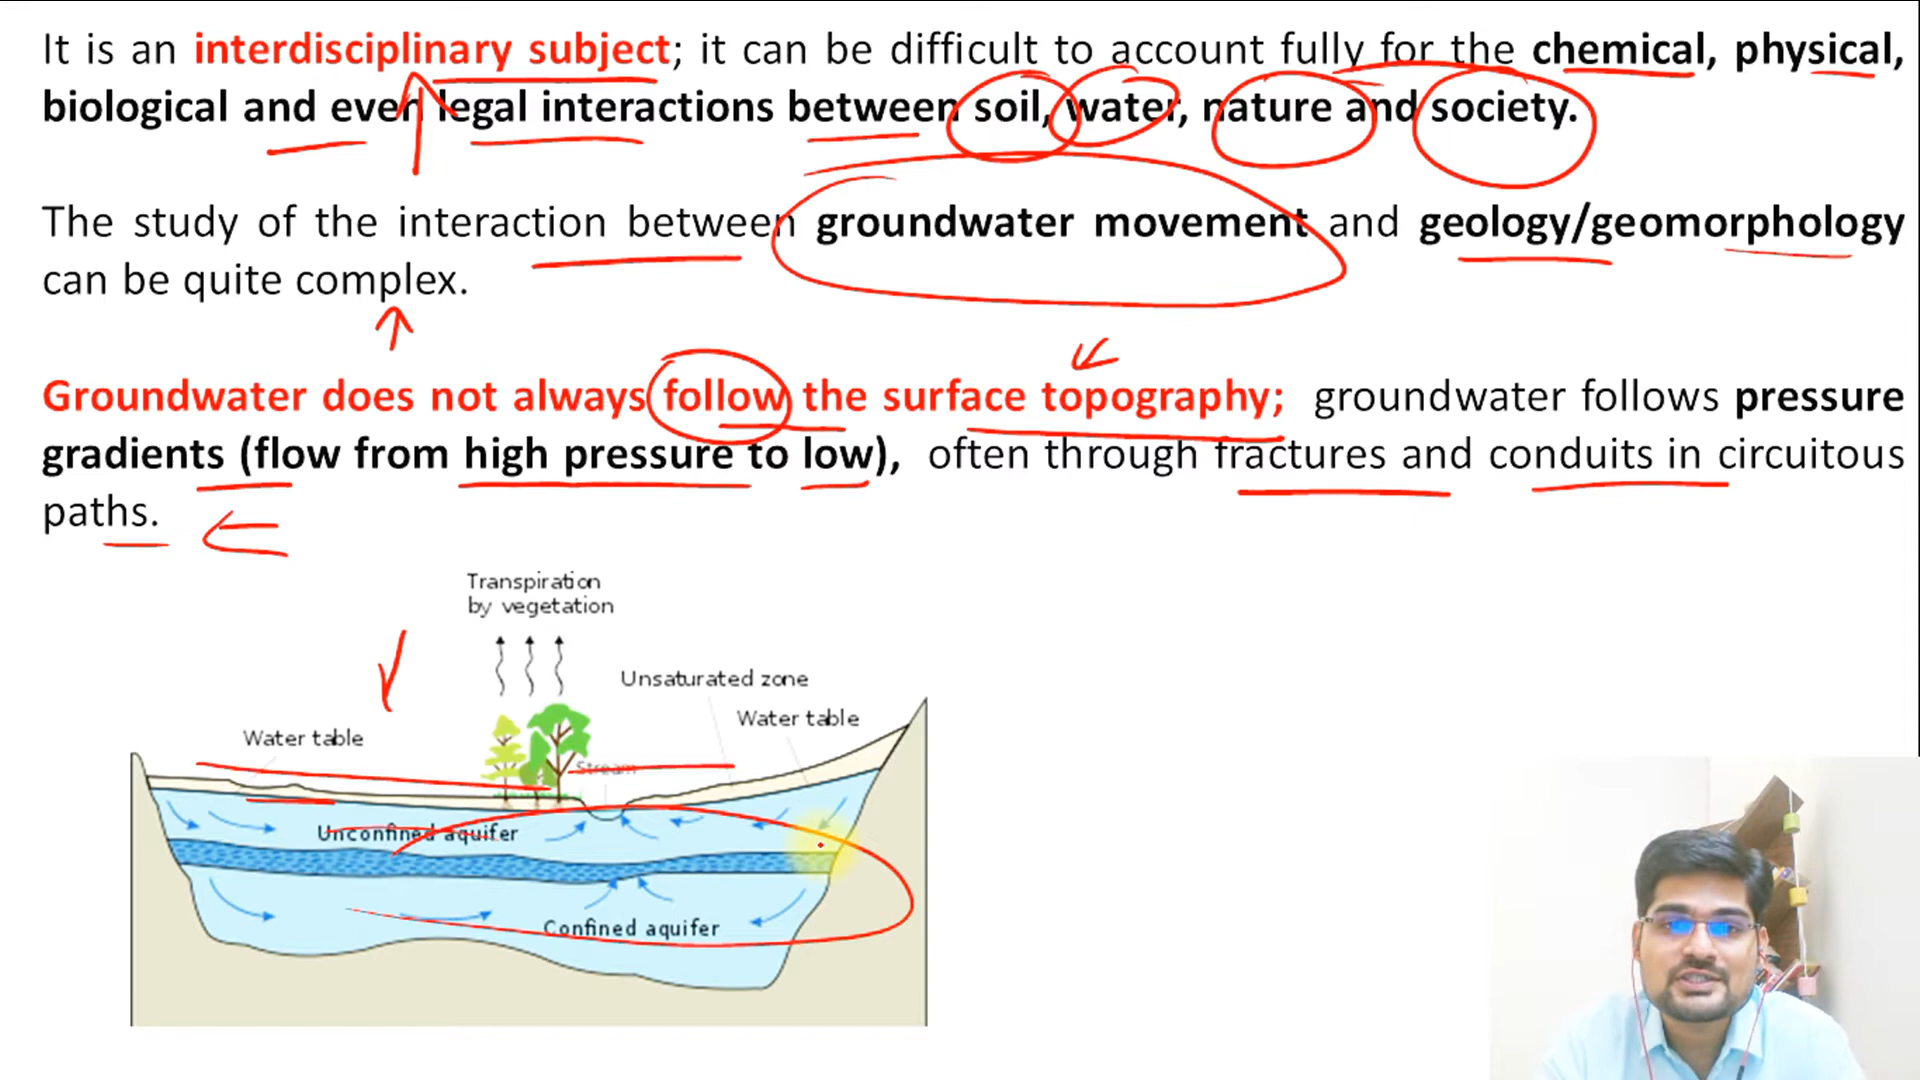 It is an interdisciplinary subject; it can be difficult to account fully for the chemical, physical,
biological and even legal interactions between soil, water, nature and society.
The study of the interaction between groundwater movement and geology/geomorphology
can be quite complex.
Groundwater does not always follow the surface topography; groundwater follows pressure
gradients (flow from high pressure to low), often through fractures and conduits in circuitous
paths.
Transpiration
by vegetation
Unsaturated zone
Water table
Water table
Stream
Unconfined aquifer
Confined aquifer